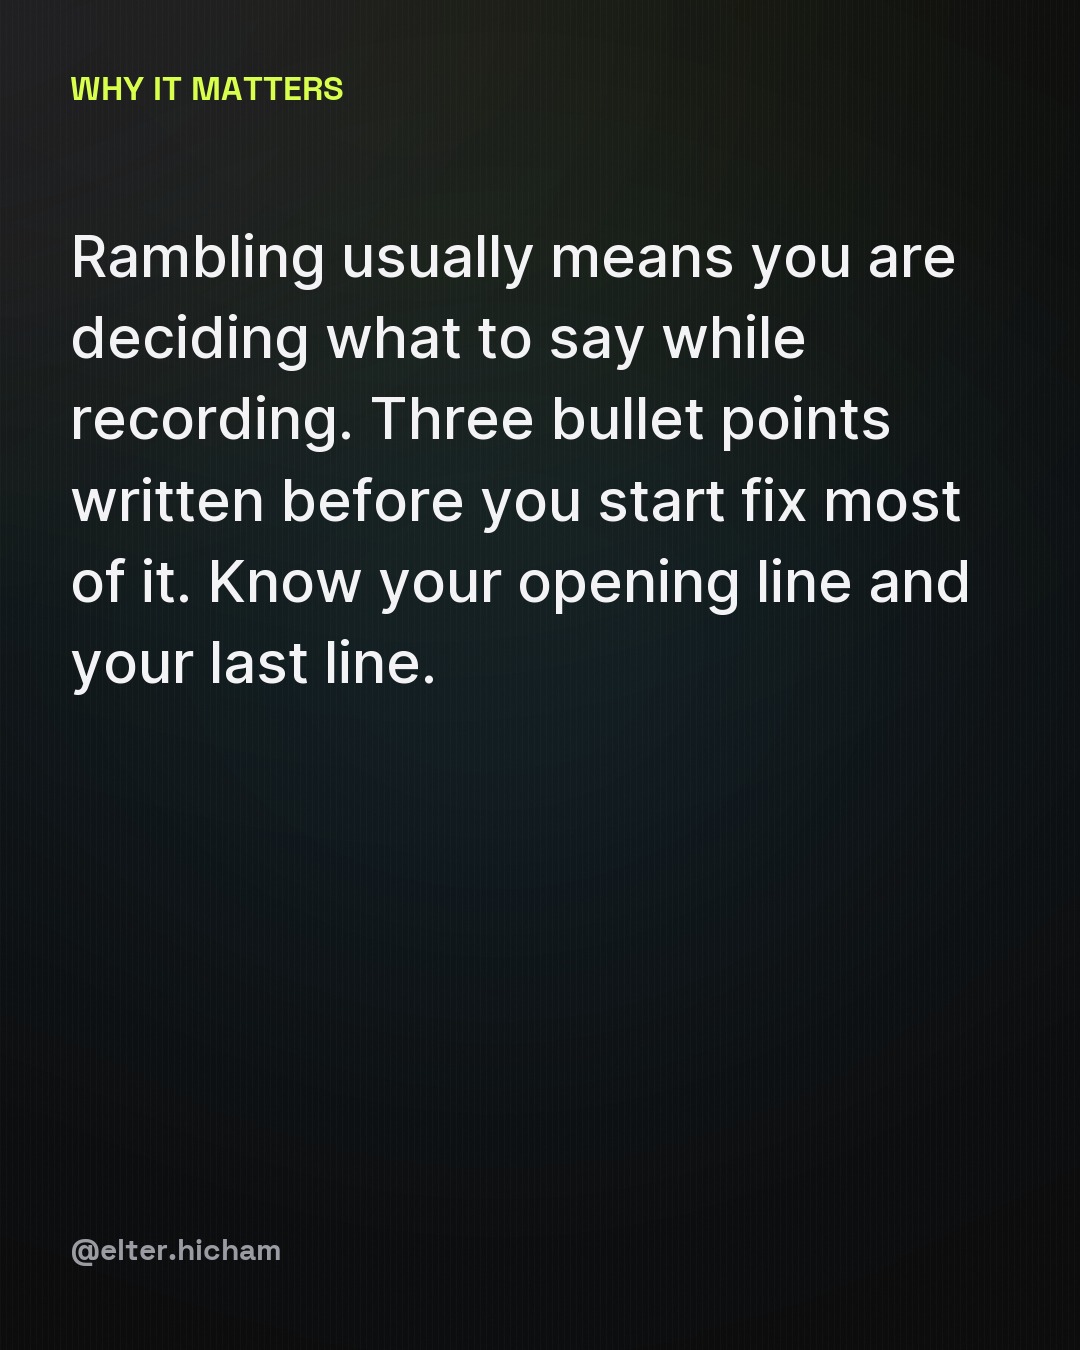 WHY IT MATTERS
Rambling usually means you are
deciding what to say while
recording. Three bullet points
written before you start fix most
of it. Know your opening line and
your last line.
@elter.hicham